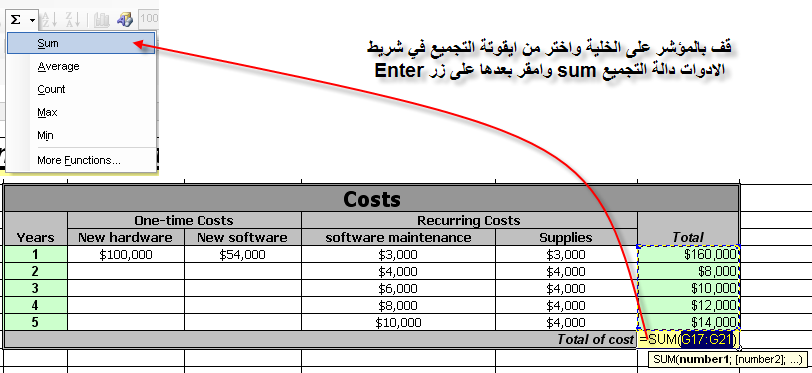 Σ 100
Sum
Average
Count
Max
Min
More Functions...
قف بالمؤشر على الخلية واختر من ايقوتة التجميع في شريط
الادوات دالة التجميع sum وامقر بعدها على زر Enter
Costs
One-time Costs Recurring Costs
Years New hardware New software software maintenance Supplies Total
1 $100,000 $54,000 $3,000 $3,000 $160,000
2 $4,000 $4,000 $8,000
3 $6,000 $4,000 $10,000
4 $8,000 $4,000 $12,000
5 $10,000 $4,000 $14,000
Total of cost =SUM(G17:G21)
SUM(number1; [number2]; ...)